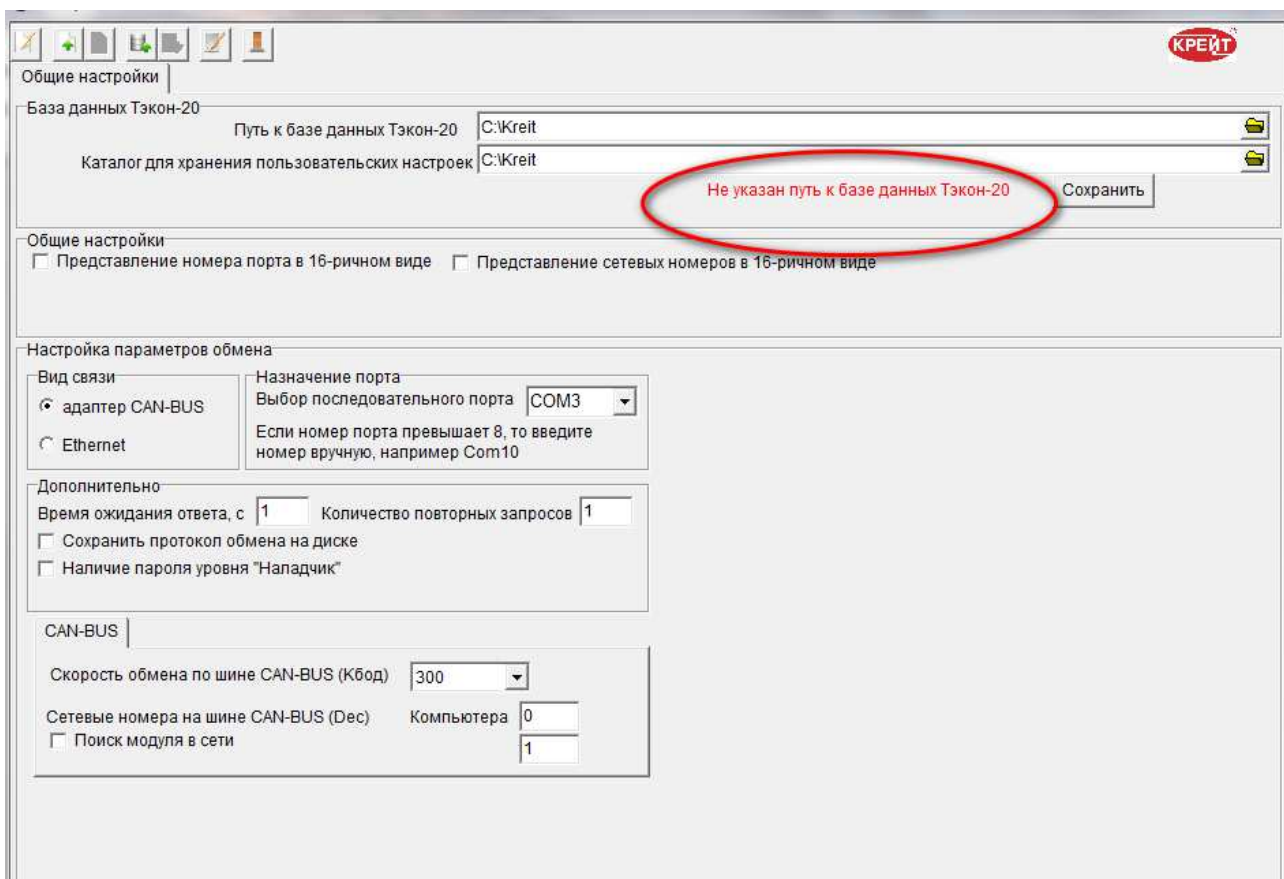 КРЕЙТ
Общие настройки
База данных Тэкон-20
Путь к базе данных Тэкон-20 C:\Kreit
Каталог для хранения пользовательских настроек C:\Kreit
Не указан путь к базе данных Тэкон-20 Сохранить
Общие настройки
Представление номера порта в 16-ричном виде Представление сетевых номеров в 16-ричном виде
Настройка параметров обмена
Вид связи Назначение порта
адаптер CAN-BUS Выбор последовательного порта COM3
Ethernet Если номер порта превышает 8, то введите
номер вручную, например Com10
Дополнительно
Время ожидания ответа, с 1 Количество повторных запросов 1
Сохранить протокол обмена на диске
Наличие пароля уровня "Наладчик"
CAN-BUS
Скорость обмена по шине CAN-BUS (Кбод) 300
Сетевые номера на шине CAN-BUS (Dec) Компьютера 0
Поиск модуля в сети 1